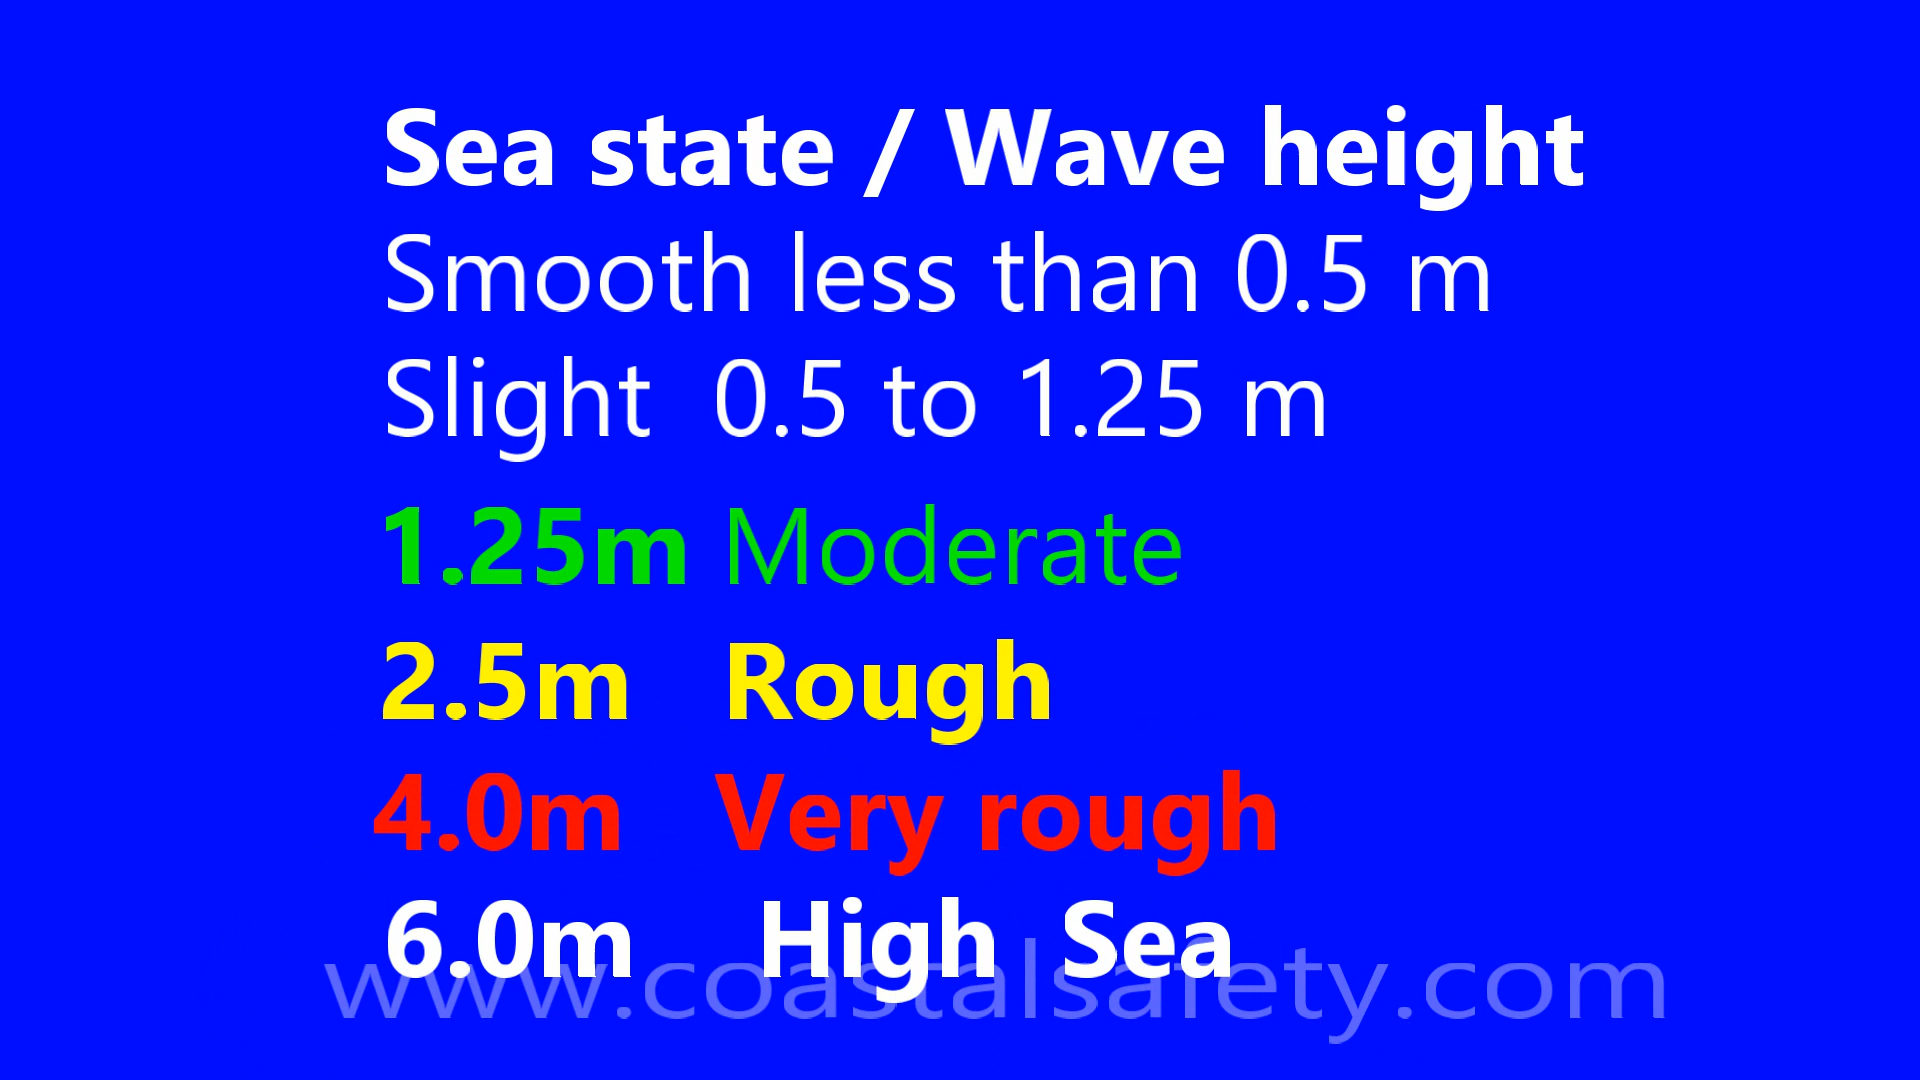 Sea state / Wave height
Smooth less than 0.5 m
Slight 0.5 to 1.25 m
1.25m Moderate
2.5m Rough
4.0m Very rough
6.0m High Sea
www.coastalsafety.com